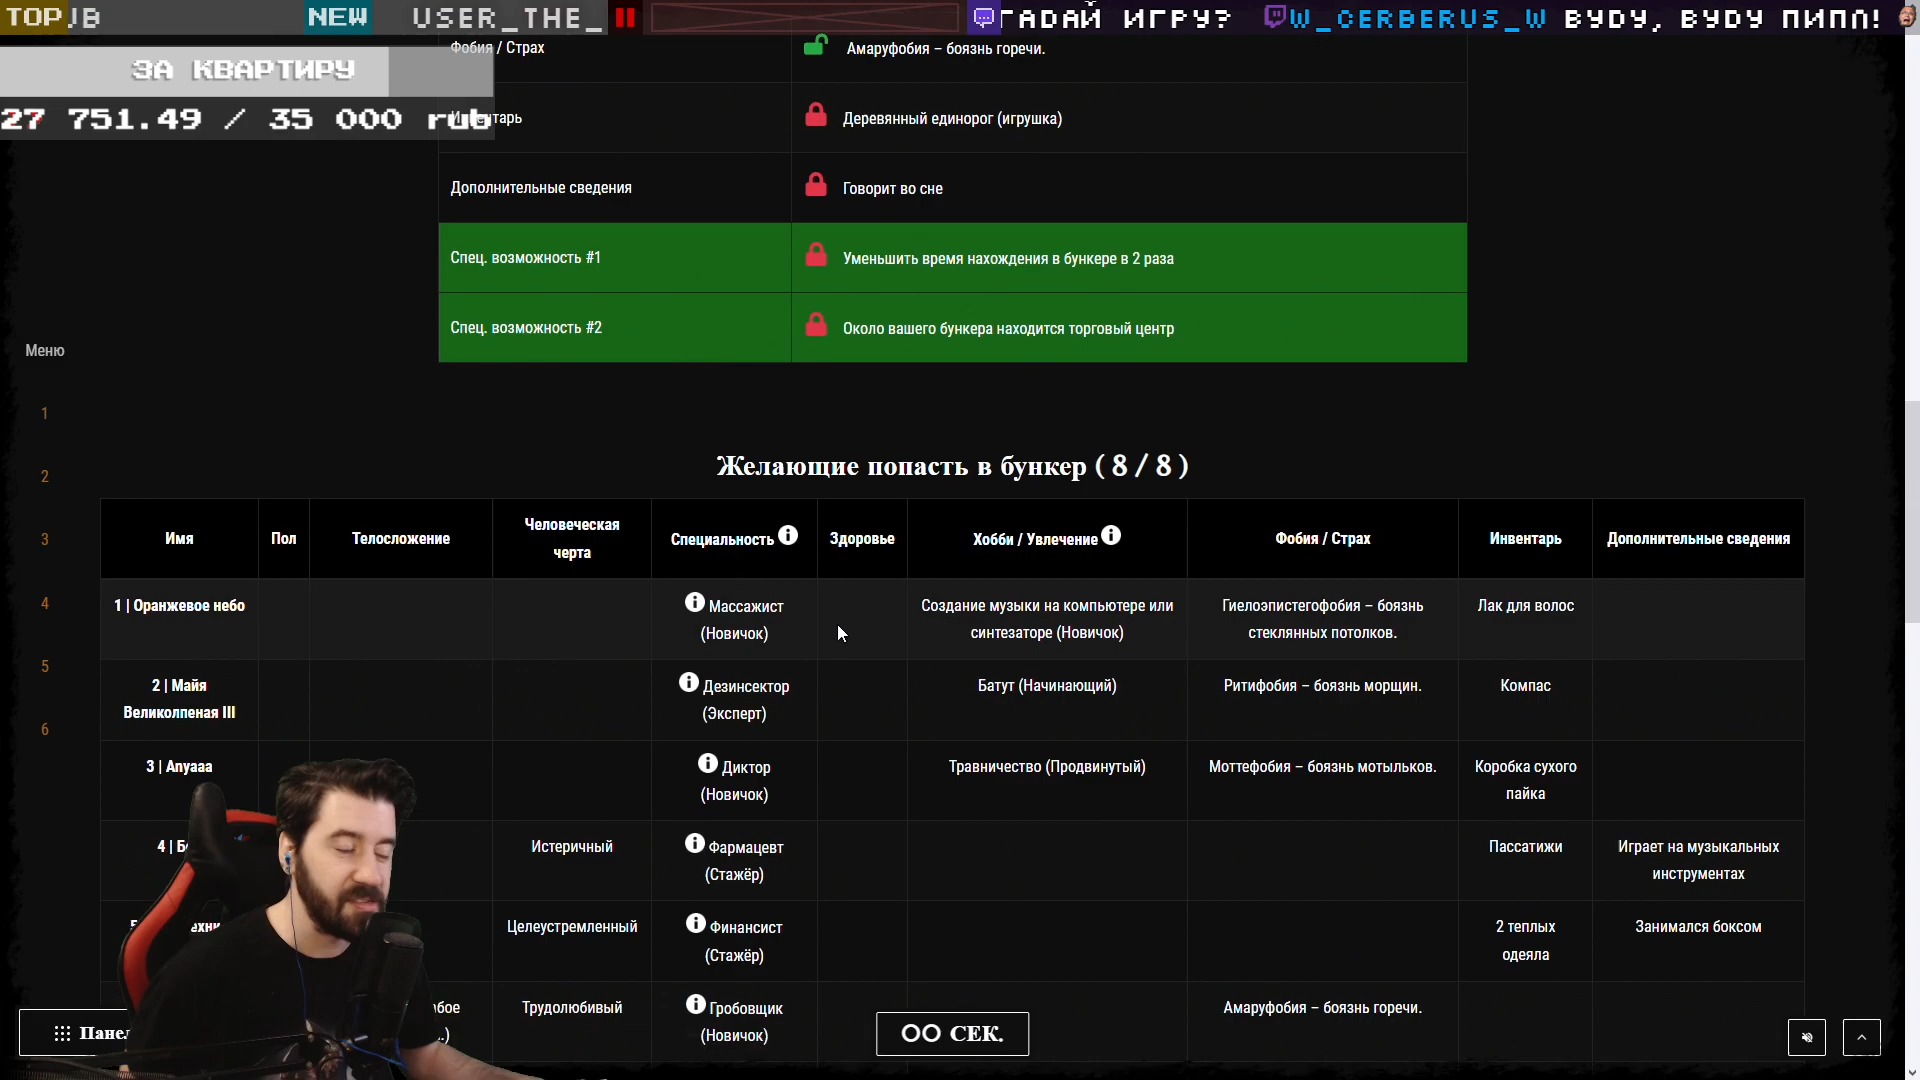 TOP
JB
NEW
USER_THE_
ГАДАЙ ИГРУ?
W_CERBERUS_W
ВУДУ, ВУДУ ПИПЛ!
ЗА КВАРТИРУ
27 751.49 / 35 000 rub
Фобия / Страх
Амаруфобия – боязнь горечи.
Деревянный единорог (игрушка)
Дополнительные сведения
Говорит во сне
Спец. возможность #1
Уменьшить время нахождения в бункере в 2 раза
Спец. возможность #2
Около вашего бункера находится торговый центр
Меню
1
2
3
4
5
6
Желающие попасть в бункер (8/8)
Имя
Пол
Телосложение
Человеческая
черта
Специальность
Здоровье
Хобби / Увлечение
Фобия / Страх
Инвентарь
Дополнительные сведения
1 | Оранжевое небо
Массажист
(Новичок)
Создание музыки на компьютере или
синтезаторе (Новичок)
Гиелоэпистегофобия – боязнь
стеклянных потолков.
Лак для волос
2 | Майя
Великолпеная III
Дезинсектор
(Эксперт)
Батут (Начинающий)
Ритифобия – боязнь морщин.
Компас
3 | Anyaaa
Диктор
(Новичок)
Травничество (Продвинутый)
Моттефобия – боязнь мотыльков.
Коробка сухого
пайка
4 |
Истеричный
Фармацевт
(Стажёр)
Пассатижи
Играет на музыкальных
инструментах
Целеустремленный
Финансист
(Стажёр)
2 теплых
одеяла
Занимался боксом
Трудолюбивый
Гробовщик
(Новичок)
Амаруфобия – боязнь горечи.
00 СЕК.